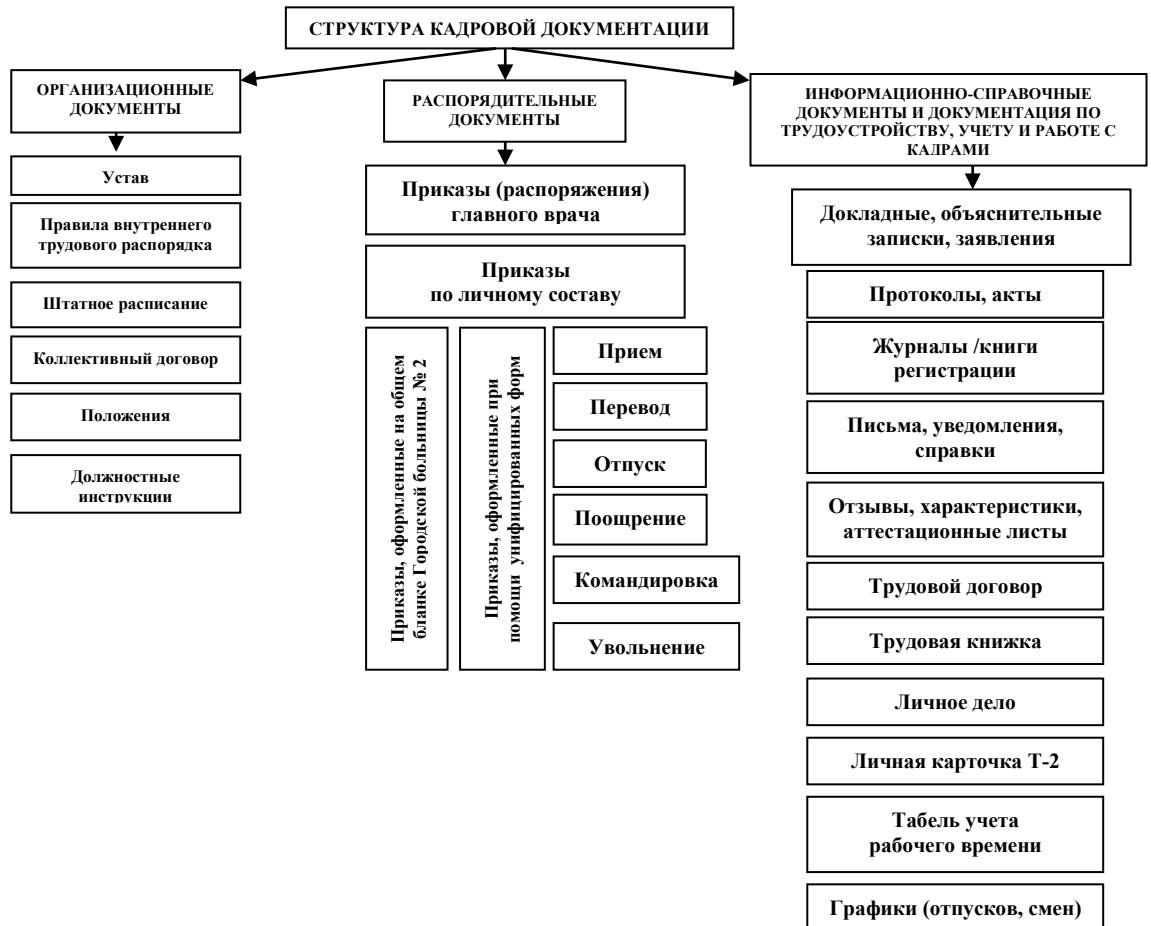 СТРУКТУРА КАДРОВОЙ ДОКУМЕНТАЦИИ
ОРГАНИЗАЦИОННЫЕ
ДОКУМЕНТЫ
Устав
Правила внутреннего
трудового распорядка
Штатное расписание
Коллективный договор
Положения
Должностные
инструкции
РАСПОРЯДИТЕЛЬНЫЕ
ДОКУМЕНТЫ
Приказы (распоряжения)
главного врача
Приказы
по личному составу
Приказы, оформленные на общем
бланке Городской больницы № 2
Приказы, оформленные при
помощи унифицированных форм
Прием
Перевод
Отпуск
Поощрение
Командировка
Увольнение
ИНФОРМАЦИОННО-СПРАВОЧНЫЕ
ДОКУМЕНТЫ И ДОКУМЕНТАЦИЯ ПО
ТРУДОУСТРОЙСТВУ, УЧЕТУ И РАБОТЕ С
КАДРАМИ
Докладные, объяснительные
записки, заявления
Протоколы, акты
Журналы /книги
регистрации
Письма, уведомления,
справки
Отзывы, характеристики,
аттестационные листы
Трудовой договор
Трудовая книжка
Личное дело
Личная карточка Т-2
Табель учета
рабочего времени
Графики (отпусков, смен)